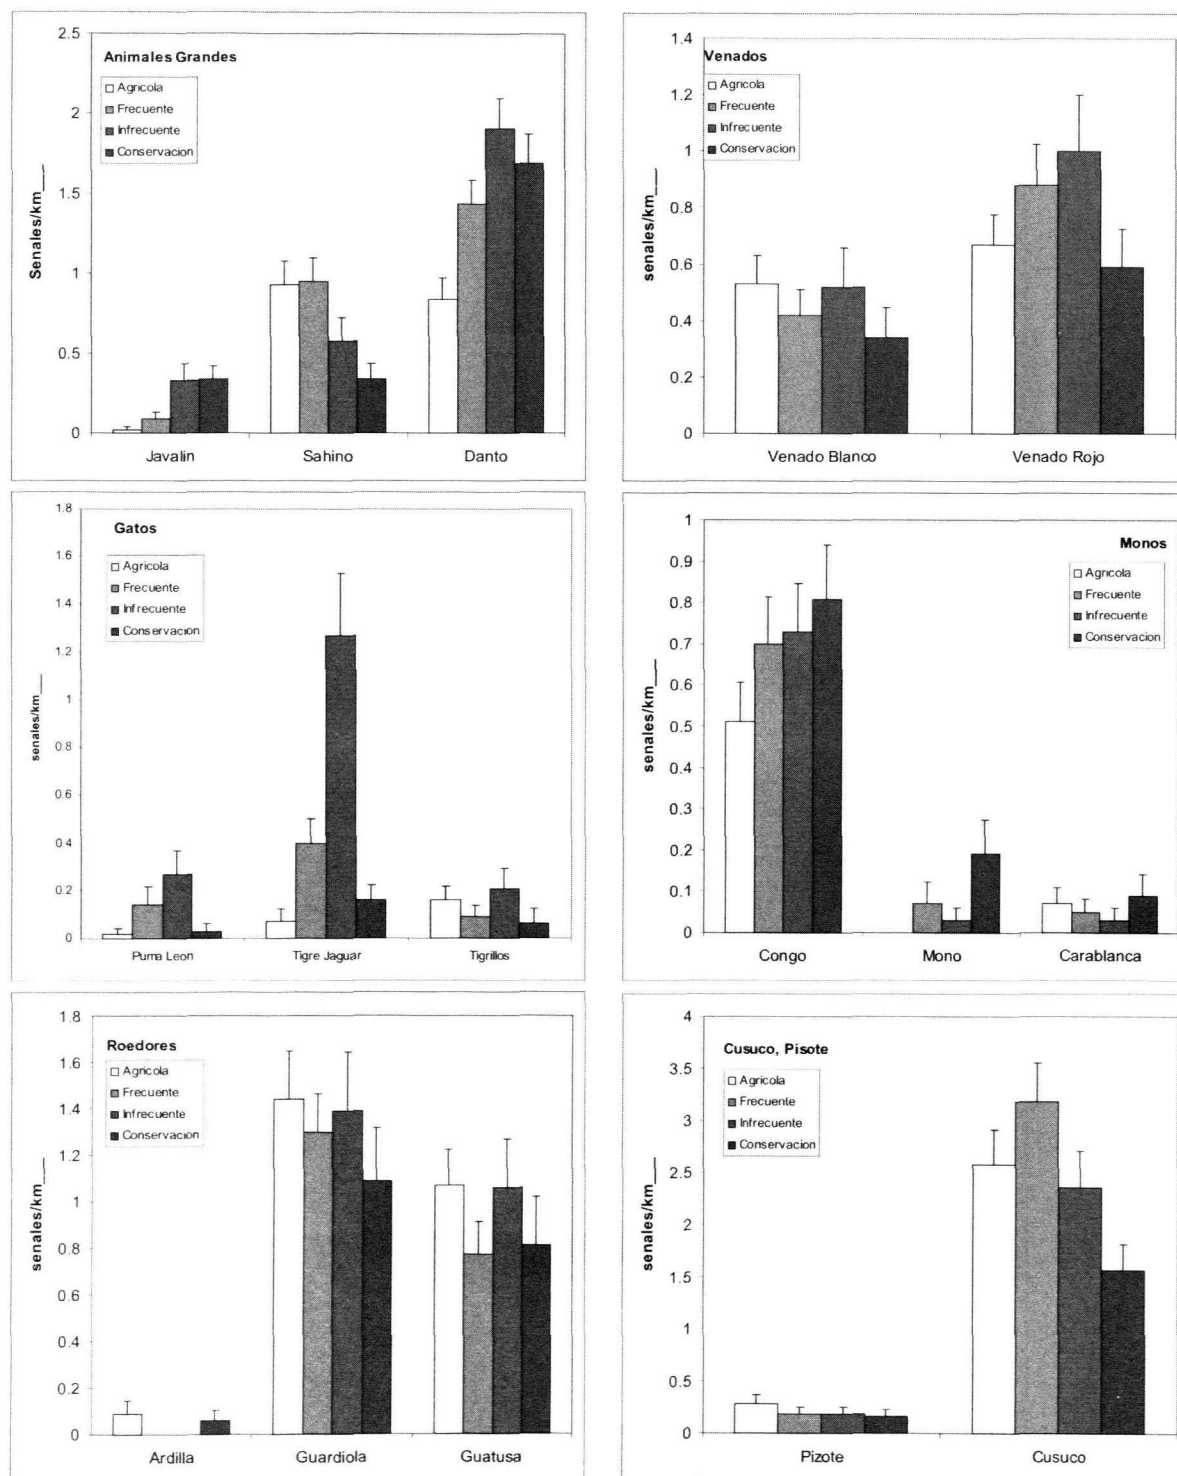 Animales Grandes
Agricola
Frecuente
Infrecuente
Conservacion
Senales/km___
2.5
2
1.5
1
0.5
0
Javalin Sahino Danto
Venados
Agricola
Frecuente
Infrecuente
Conservacion
senales/km___
1.4
1.2
1
0.8
0.6
0.4
0.2
0
Venado Blanco Venado Rojo
Gatos
Agricola
Frecuente
Infrecuente
Conservacion
senales/km___
1.8
1.6
1.4
1.2
1
0.8
0.6
0.4
0.2
0
Puma Leon Tigre Jaguar Tigrillos
Monos
Agricola
Frecuente
Infrecuente
Conservacion
senales/km___
1
0.9
0.8
0.7
0.6
0.5
0.4
0.3
0.2
0.1
0
Congo Mono Carablanca
Roedores
Agricola
Frecuente
Infrecuente
Conservacion
senales/km___
1.8
1.6
1.4
1.2
1
0.8
0.6
0.4
0.2
0
Ardilla Guardiola Guatusa
Cusuco, Pisote
Agricola
Frecuente
Infrecuente
Conservacion
senales/km___
4
3.5
3
2.5
2
1.5
1
0.5
0
Pizote Cusuco